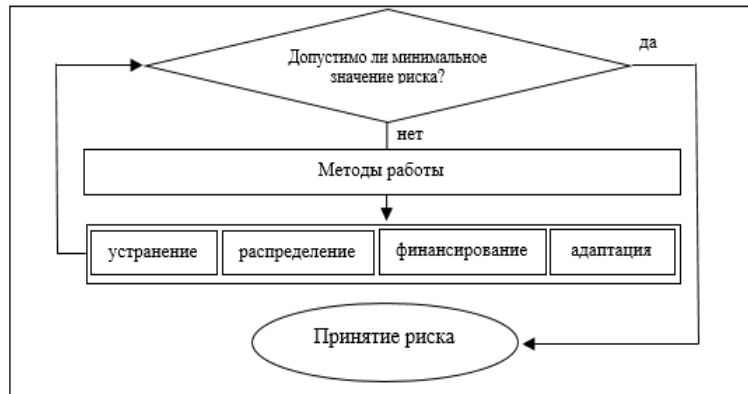 Допустимо ли минимальное
значение риска?
да
нет
Методы работы
устранение
распределение
финансирование
адаптация
Принятие риска